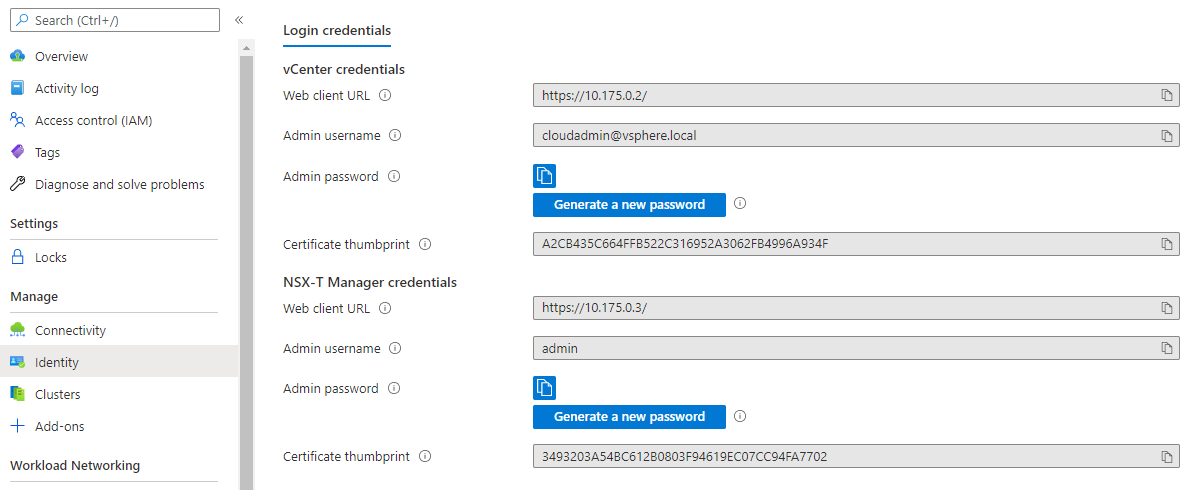 Search (Ctrl+/)
«
Overview
Activity log
Access control (IAM)
Tags
Diagnose and solve problems
Settings
Locks
Manage
Connectivity
Identity
Clusters
Add-ons
Workload Networking
Login credentials
vCenter credentials
Web client URL
https://10.175.0.2/
Admin username
cloudadmin@vsphere.local
Admin password
Generate a new password
Certificate thumbprint
A2CB435C664FFB522C316952A3062FB4996A934F
NSX-T Manager credentials
Web client URL
https://10.175.0.3/
Admin username
admin
Admin password
Generate a new password
Certificate thumbprint
3493203A54BC612B0803F94619EC07CC94FA7702